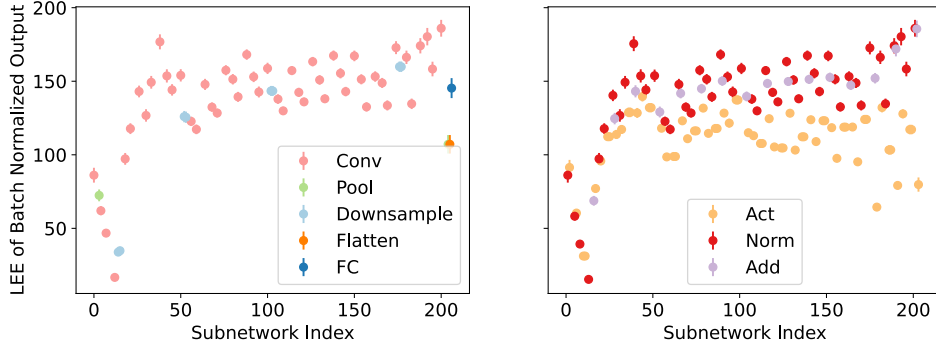 LEE of Batch Normalized Output
200
150
100
50
0
50
100
150
200
Subnetwork Index
Conv
Pool
Downsample
Flatten
FC
0
50
100
150
200
Subnetwork Index
Act
Norm
Add